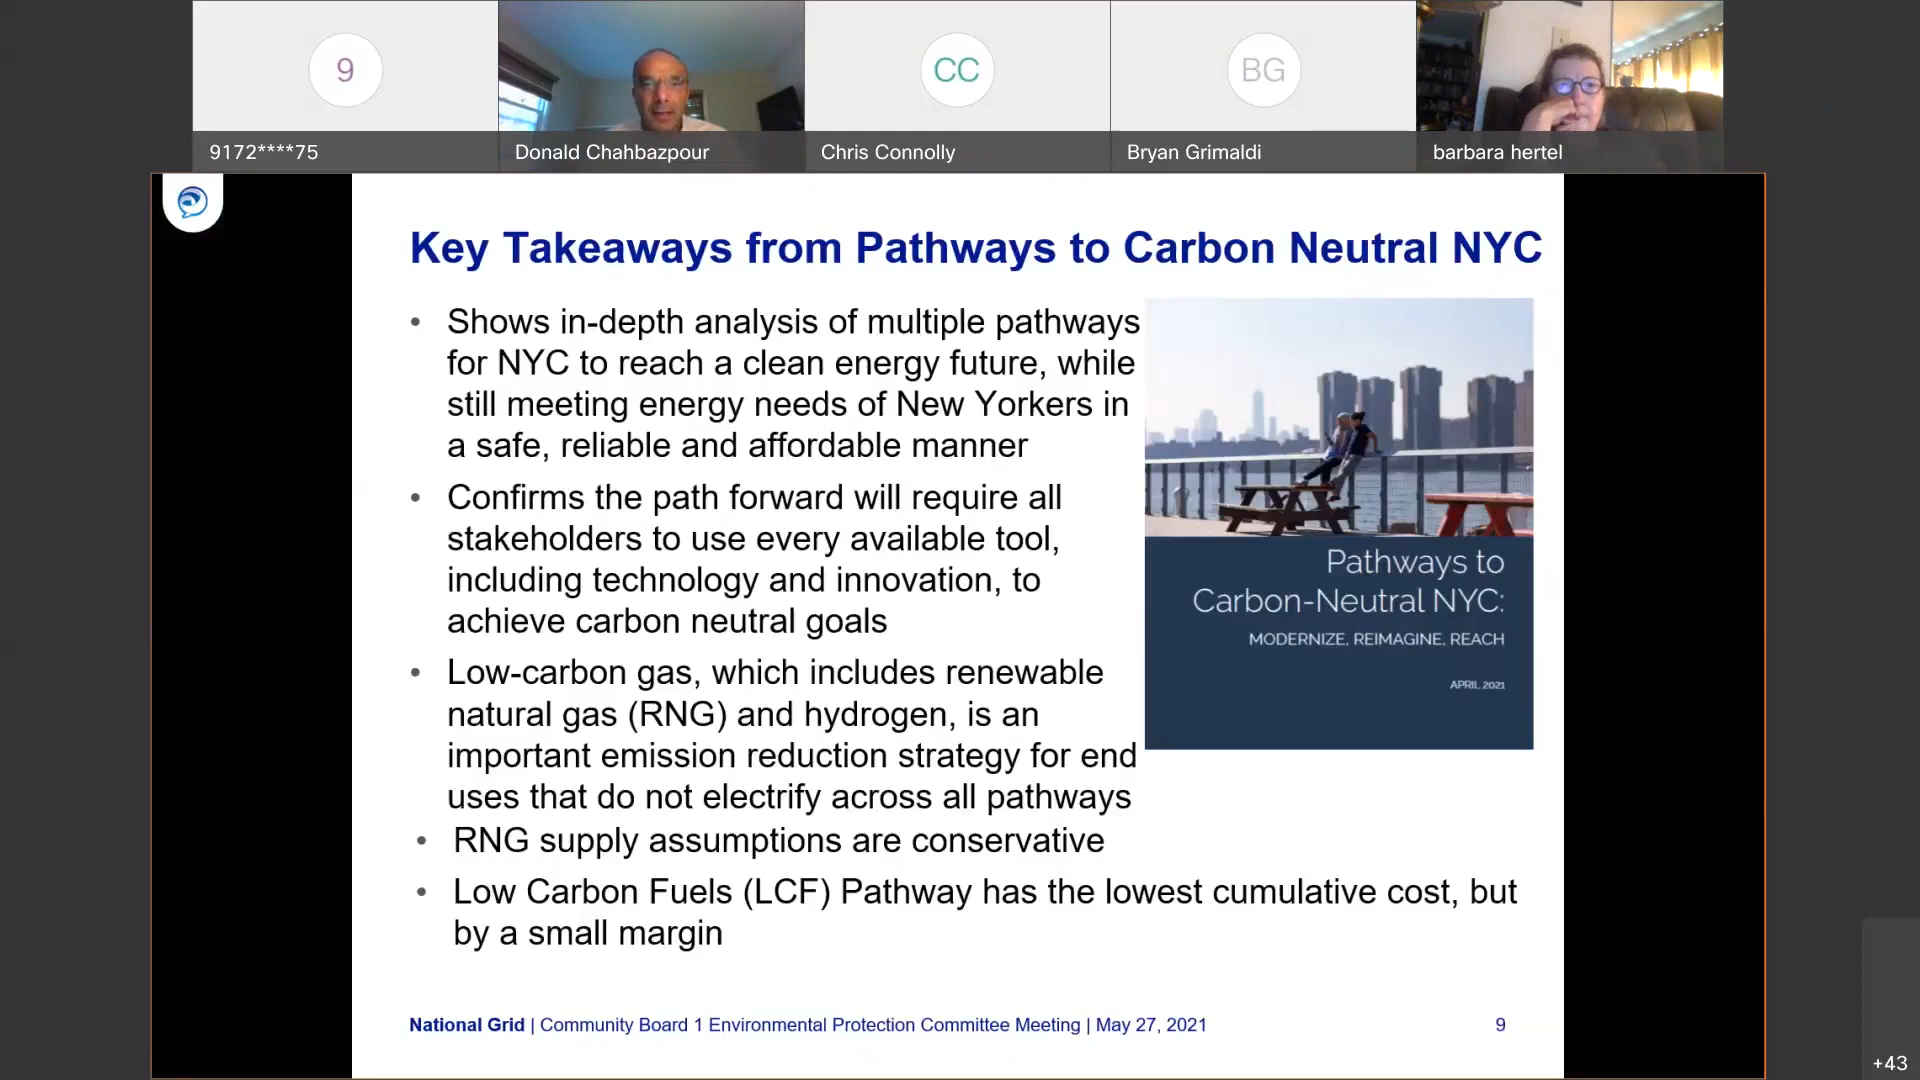 9
CC
BG
9172****75
Donald Chahbazpour
Chris Connolly
Bryan Grimaldi
barbara hertel
Key Takeaways from Pathways to Carbon Neutral NYC
• Shows in-depth analysis of multiple pathways
for NYC to reach a clean energy future, while
still meeting energy needs of New Yorkers in
a safe, reliable and affordable manner
• Confirms the path forward will require all
stakeholders to use every available tool,
including technology and innovation, to
achieve carbon neutral goals
• Low-carbon gas, which includes renewable
natural gas (RNG) and hydrogen, is an
important emission reduction strategy for end
uses that do not electrify across all pathways
• RNG supply assumptions are conservative
• Low Carbon Fuels (LCF) Pathway has the lowest cumulative cost, but
by a small margin
Pathways to
Carbon-Neutral NYC:
MODERNIZE, REIMAGINE, REACH
APRIL 2021
National Grid | Community Board 1 Environmental Protection Committee Meeting | May 27, 2021
9
+43